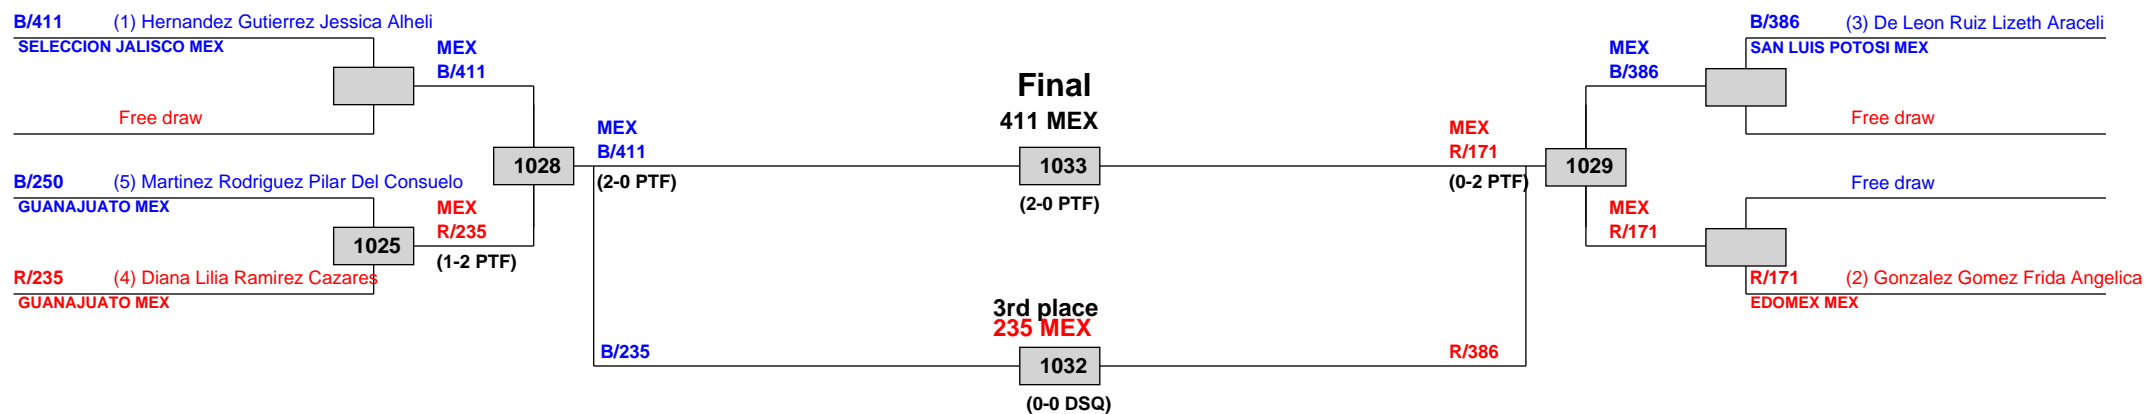 B/411 (1) Hernandez Gutierrez Jessica Alheli
SELECCION JALISCO MEX
MEX
B/411
Free draw
B/250 (5) Martinez Rodriguez Pilar Del Consuelo
GUANAJUATO MEX
1025
MEX
R/235
(1-2 PTF)
R/235 (4) Diana Lilia Ramirez Cazares
GUANAJUATO MEX
1028
MEX
B/411
(2-0 PTF)
Final
411 MEX
1033
(2-0 PTF)
3rd place
235 MEX
B/235
1032
R/386
(0-0 DSQ)
MEX
R/171
(0-2 PTF)
1029
MEX
B/386
B/386 (3) De Leon Ruiz Lizeth Araceli
SAN LUIS POTOSI MEX
Free draw
Free draw
MEX
R/171
R/171 (2) Gonzalez Gomez Frida Angelica
EDOMEX MEX